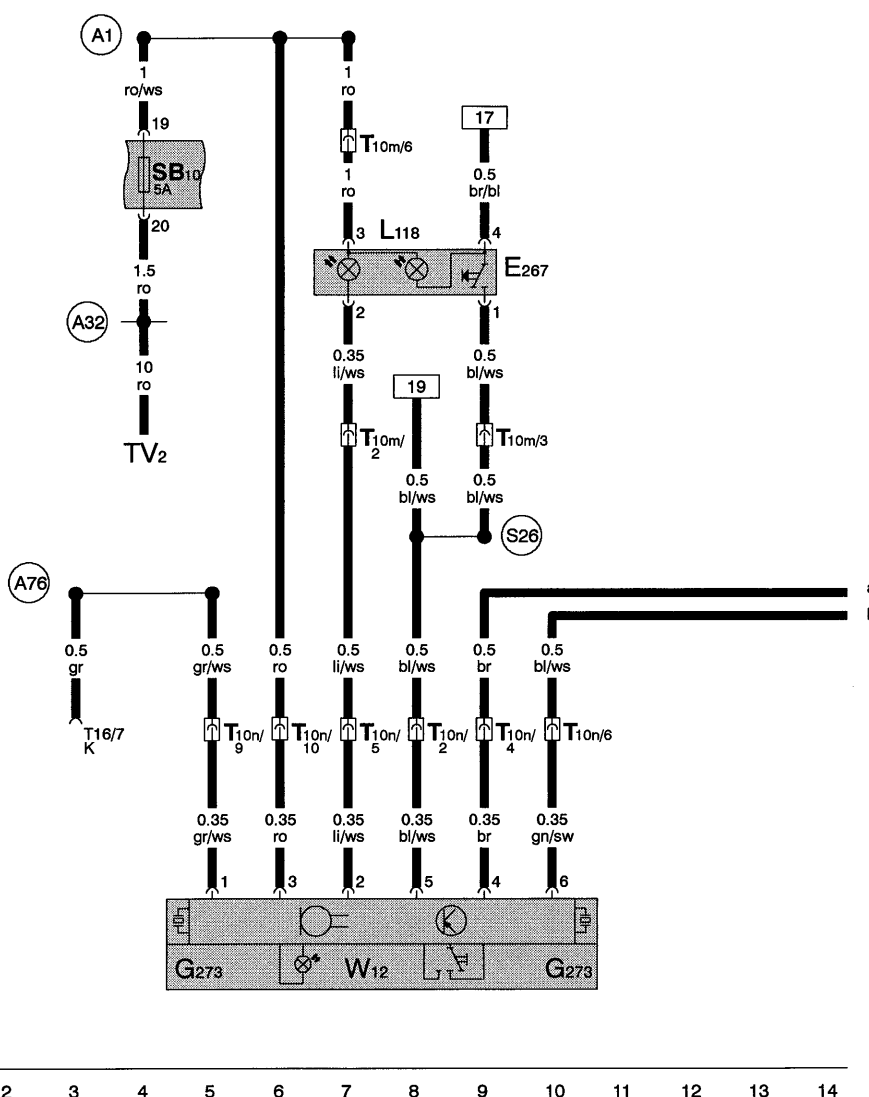 A1
1
ro/ws
19
SB10
5A
20
1.5
ro
A32
10
ro
TV2
1
ro
T10m/6
1
ro
17
0.5
br/bl
3
L118
4
E267
2
1
0.35
li/ws
0.5
bl/ws
19
T10m/
2
T10m/3
0.5
bl/ws
0.5
bl/ws
S26
A76
a
0.5
gr
0.5
gr/ws
0.5
ro
0.5
li/ws
0.5
bl/ws
0.5
br
0.5
bl/ws
T16/7
K
T10n/
9
T10n/
10
T10n/
5
T10n/
2
T10n/
4
T10n/6
0.35
gr/ws
0.35
ro
0.35
li/ws
0.35
bl/ws
0.35
br
0.35
gn/sw
1
3
2
5
4
6
G273
W12
G273
2 3 4 5 6 7 8 9 10 11 12 13 14